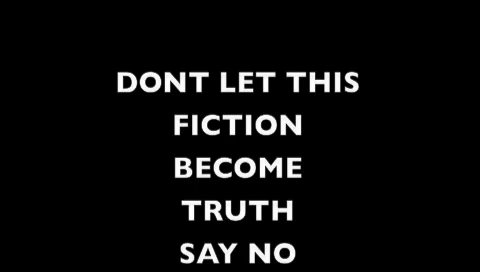 DONT LET THIS
FICTION
BECOME
TRUTH
SAY NO